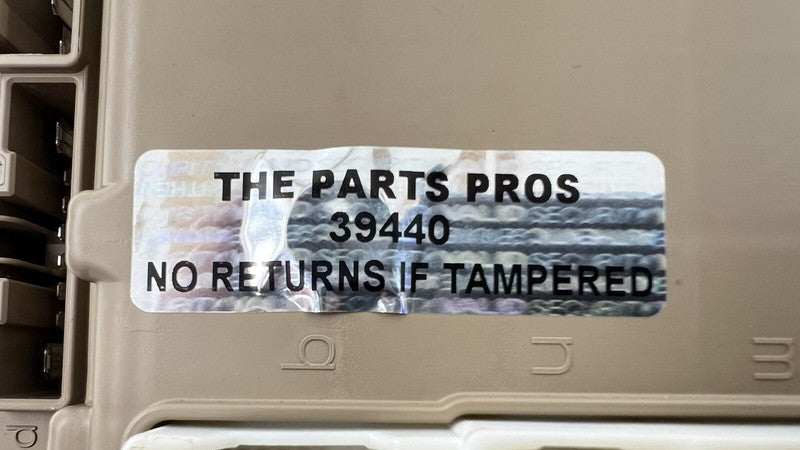 THE PARTS PROS
39440
NO RETURNS IF TAMPERED